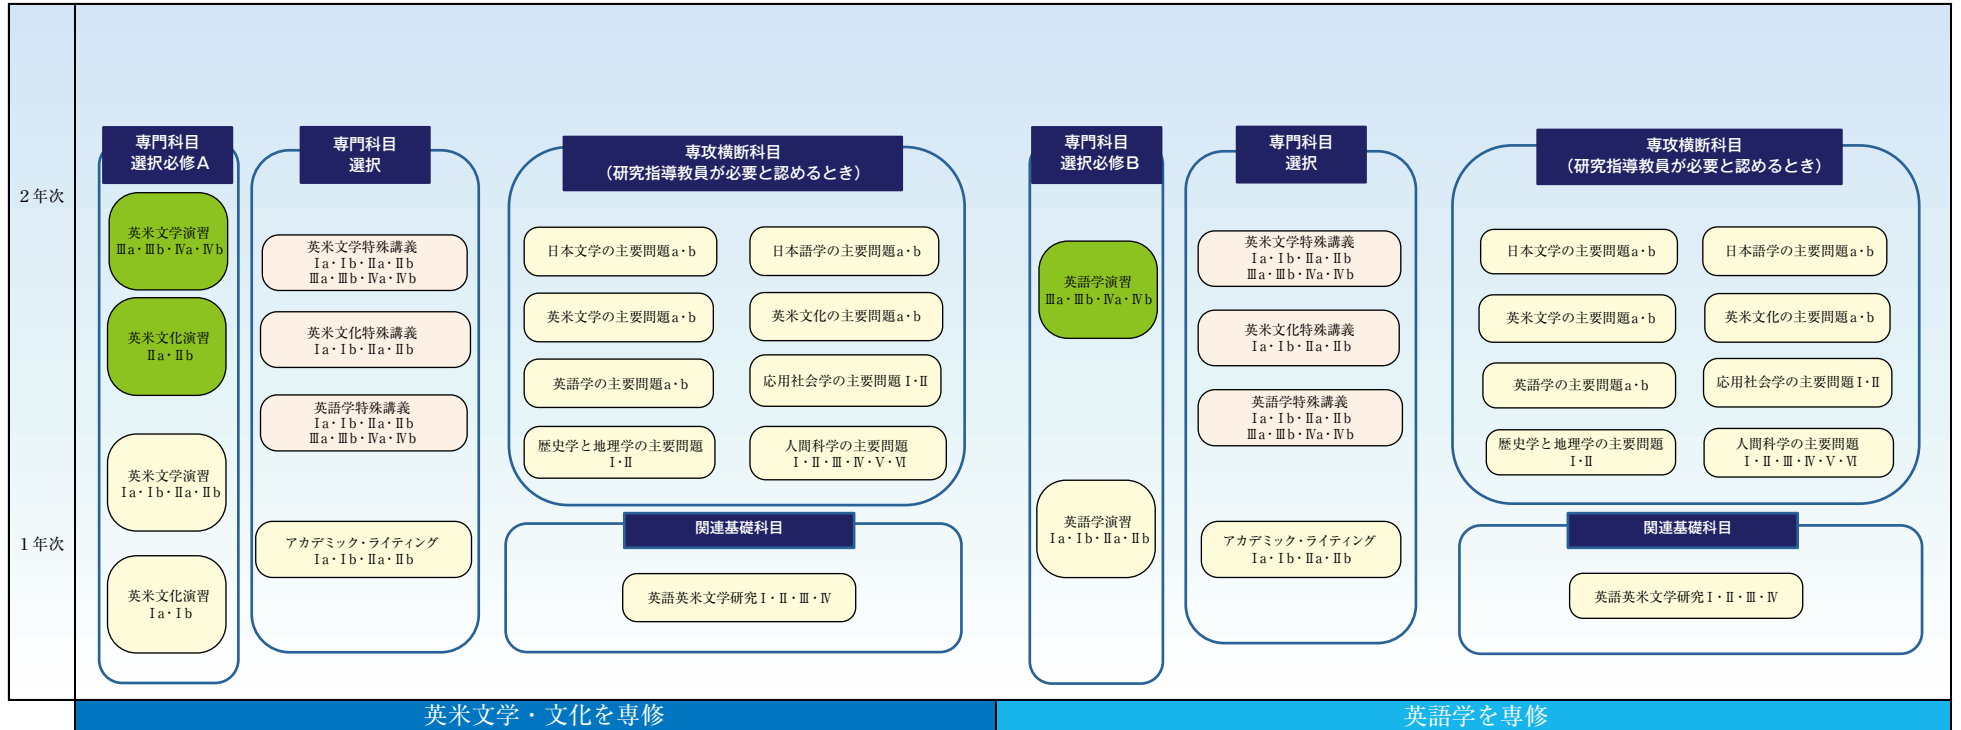 2年次
1年次
専門科目
選択必修A
英米文学演習
Ⅲa・Ⅲb・Ⅳa・Ⅳb
英米文化演習
Ⅱa・Ⅱb
英米文学演習
Ⅰa・Ⅰb・Ⅱa・Ⅱb
英米文化演習
Ⅰa・Ⅰb
専門科目
選択
英米文学特殊講義
Ⅰa・Ⅰb・Ⅱa・Ⅱb
Ⅲa・Ⅲb・Ⅳa・Ⅳb
英米文化特殊講義
Ⅰa・Ⅰb・Ⅱa・Ⅱb
英語学特殊講義
Ⅰa・Ⅰb・Ⅱa・Ⅱb
Ⅲa・Ⅲb・Ⅳa・Ⅳb
アカデミック・ライティング
Ⅰa・Ⅰb・Ⅱa・Ⅱb
専攻横断科目
（研究指導教員が必要と認めるとき）
日本文学の主要問題a・b
日本語学の主要問題a・b
英米文学の主要問題a・b
英米文化の主要問題a・b
英語学の主要問題a・b
応用社会学の主要問題Ⅰ・Ⅱ
歴史学と地理学の主要問題
Ⅰ・Ⅱ
人間科学の主要問題
Ⅰ・Ⅱ・Ⅲ・Ⅳ・Ⅴ・Ⅵ
関連基礎科目
英語英米文学研究Ⅰ・Ⅱ・Ⅲ・Ⅳ
専門科目
選択必修B
英語学演習
Ⅲa・Ⅲb・Ⅳa・Ⅳb
英語学演習
Ⅰa・Ⅰb・Ⅱa・Ⅱb
専門科目
選択
英米文学特殊講義
Ⅰa・Ⅰb・Ⅱa・Ⅱb
Ⅲa・Ⅲb・Ⅳa・Ⅳb
英米文化特殊講義
Ⅰa・Ⅰb・Ⅱa・Ⅱb
英語学特殊講義
Ⅰa・Ⅰb・Ⅱa・Ⅱb
Ⅲa・Ⅲb・Ⅳa・Ⅳb
アカデミック・ライティング
Ⅰa・Ⅰb・Ⅱa・Ⅱb
専攻横断科目
（研究指導教員が必要と認めるとき）
日本文学の主要問題a・b
日本語学の主要問題a・b
英米文学の主要問題a・b
英米文化の主要問題a・b
英語学の主要問題a・b
応用社会学の主要問題Ⅰ・Ⅱ
歴史学と地理学の主要問題
Ⅰ・Ⅱ
人間科学の主要問題
Ⅰ・Ⅱ・Ⅲ・Ⅳ・Ⅴ・Ⅵ
関連基礎科目
英語英米文学研究Ⅰ・Ⅱ・Ⅲ・Ⅳ
英米文学・文化を専修
英語学を専修